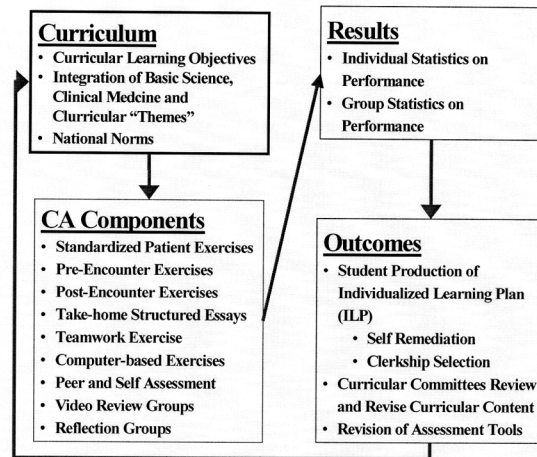 Curriculum
• Curricular Learning Objectives
• Integration of Basic Science,
Clinical Medcine and
Clurricular “Themes”
• National Norms
CA Components
• Standardized Patient Exercises
• Pre-Encounter Exercises
• Post-Encounter Exercises
• Take-home Structured Essays
• Teamwork Exercise
• Computer-based Exercises
• Peer and Self Assessment
• Video Review Groups
• Reflection Groups
Results
• Individual Statistics on
Performance
• Group Statistics on
Performance
Outcomes
• Student Production of
Individualized Learning Plan
(ILP)
• Self Remediation
• Clerkship Selection
• Curricular Committees Review
and Revise Curricular Content
• Revision of Assessment Tools